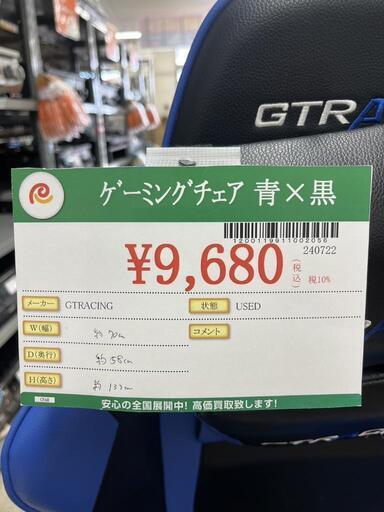 GTRA
ゲーミングチェア 青×黒
1200119911002056
240722
¥9,680(税込) 税10%
メーカー GTRACING
状態 USED
W(幅) 約70cm
コメント
D(奥行) 約58cm
H(高さ) 約133cm
安心の全国展開中! 高価買取致します!
GTR